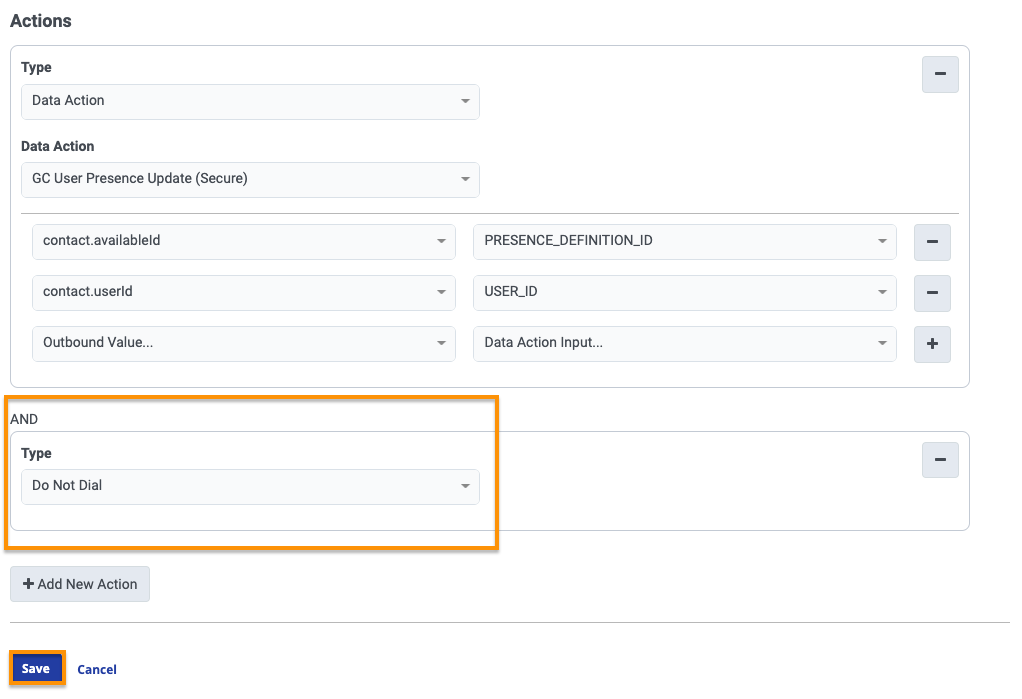 Actions
Type
Data Action
Data Action
GC User Presence Update (Secure)
contact.availableId PRESENCE_DEFINITION_ID
contact.userId USER_ID
Outbound Value... Data Action Input...
AND
Type
Do Not Dial
Add New Action
Save Cancel